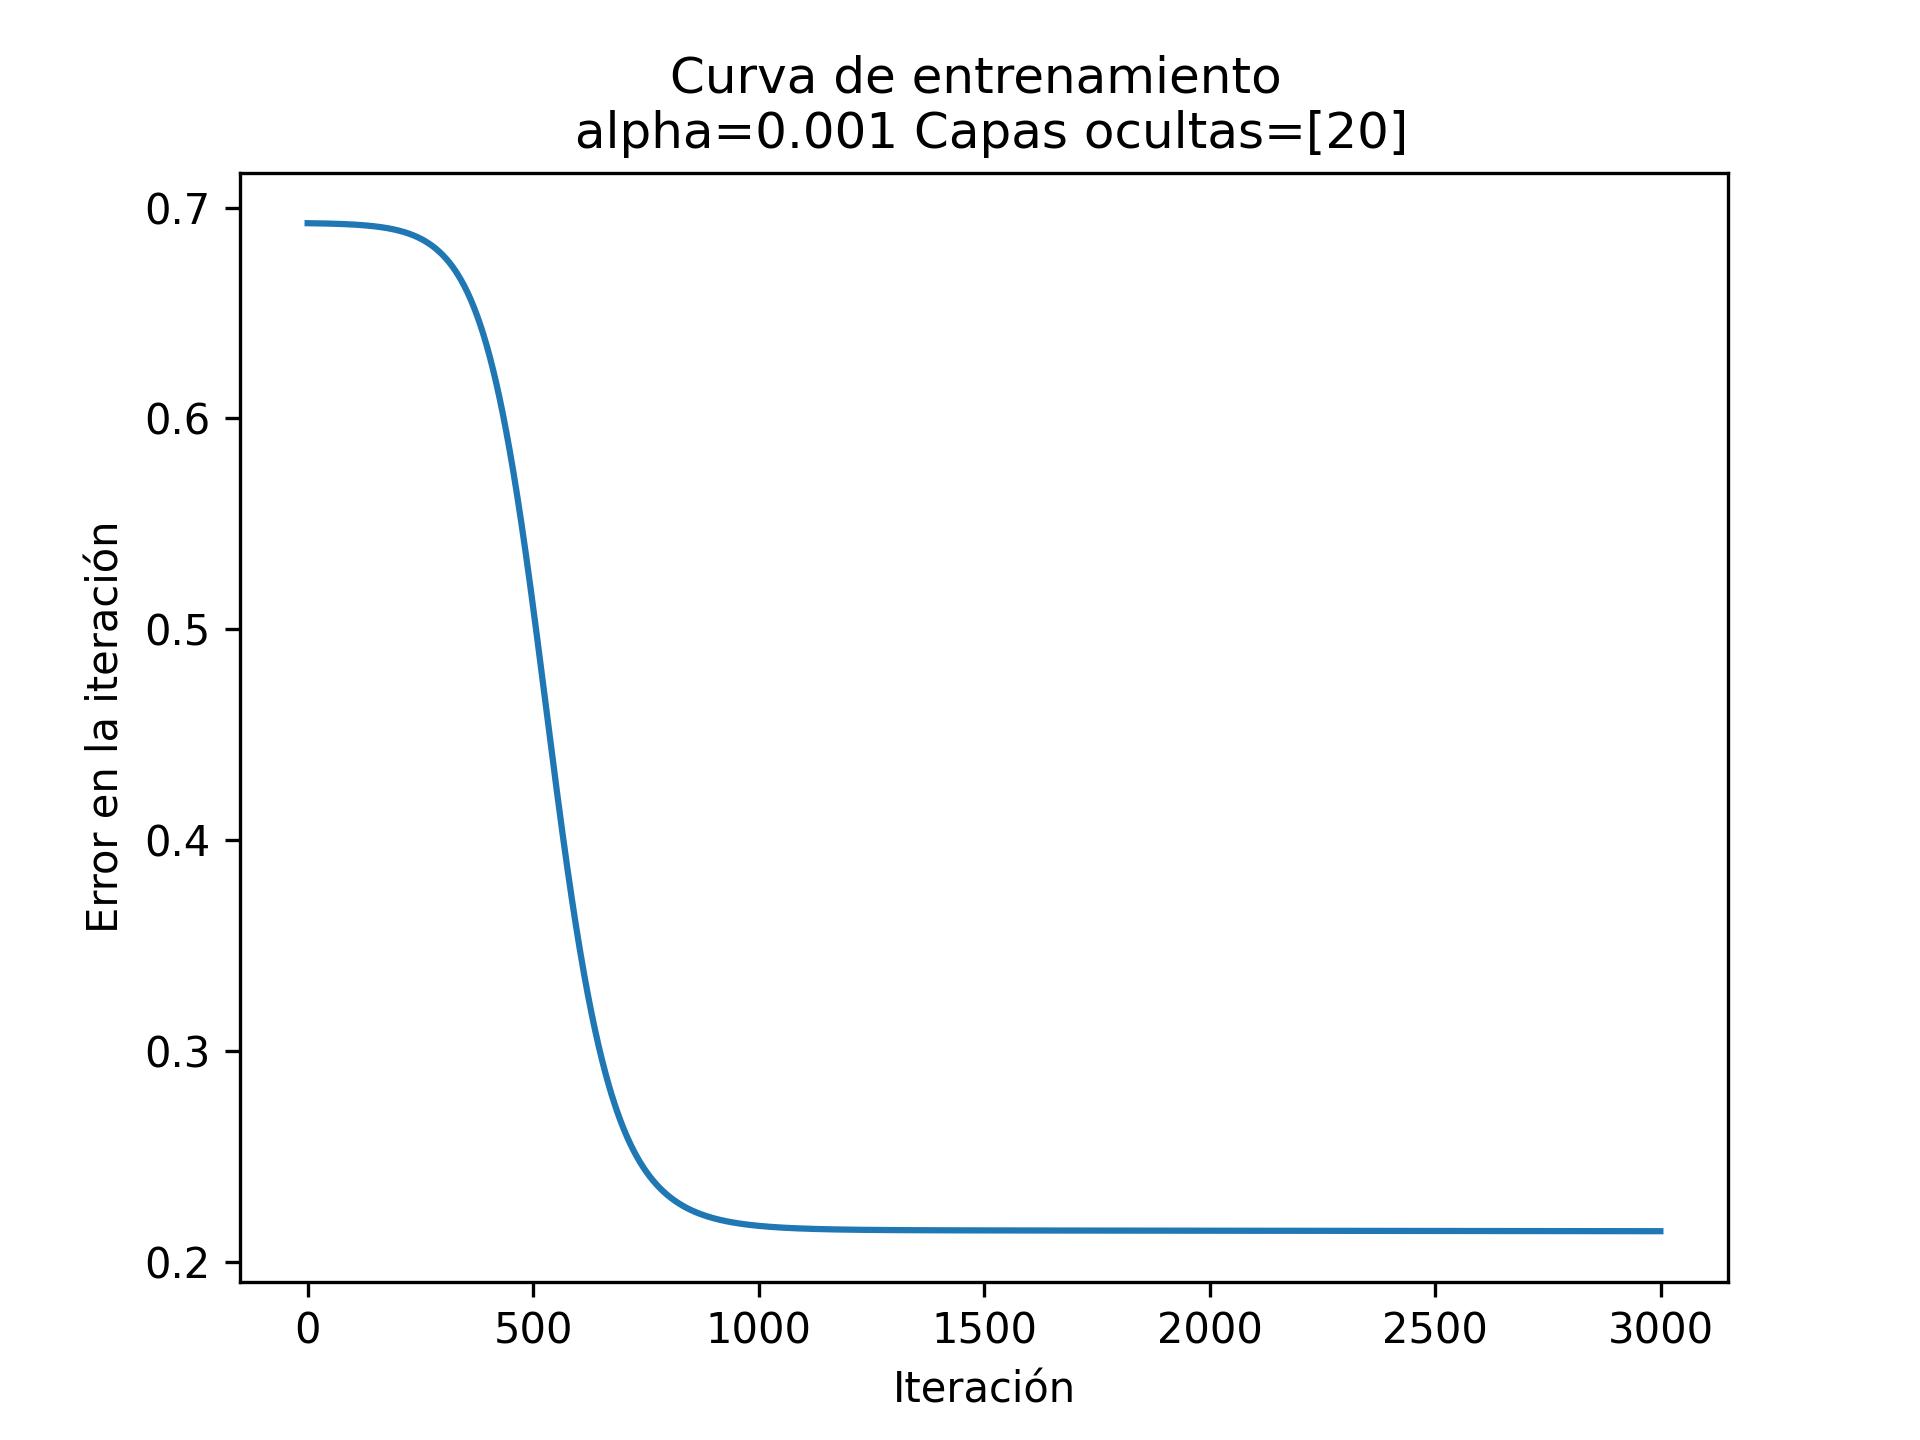 Curva de entrenamiento
alpha=0.001 Capas ocultas=[20]
Error en la iteración
0.7
0.6
0.5
0.4
0.3
0.2
0 500 1000 1500 2000 2500 3000
Iteración